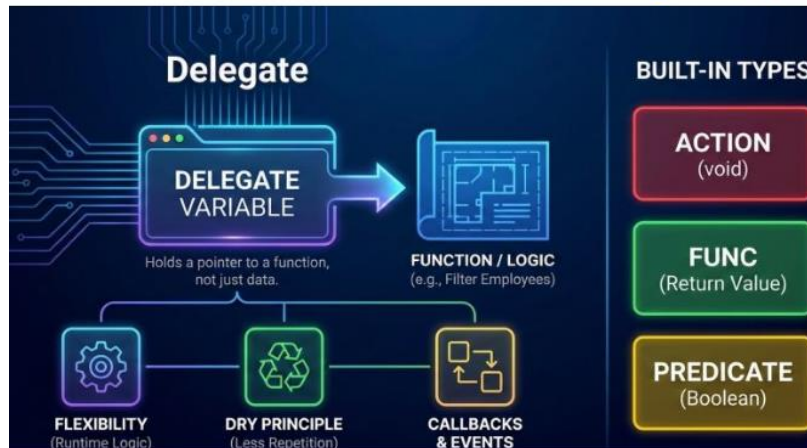 Delegate
DELEGATE
VARIABLE
Holds a pointer to a function,
not just data.
FUNCTION / LOGIC
(e.g., Filter Employees)
FLEXIBILITY
(Runtime Logic)
DRY PRINCIPLE
(Less Repetition)
CALLBACKS
& EVENTS
BUILT-IN TYPES
ACTION
(void)
FUNC
(Return Value)
PREDICATE
(Boolean)